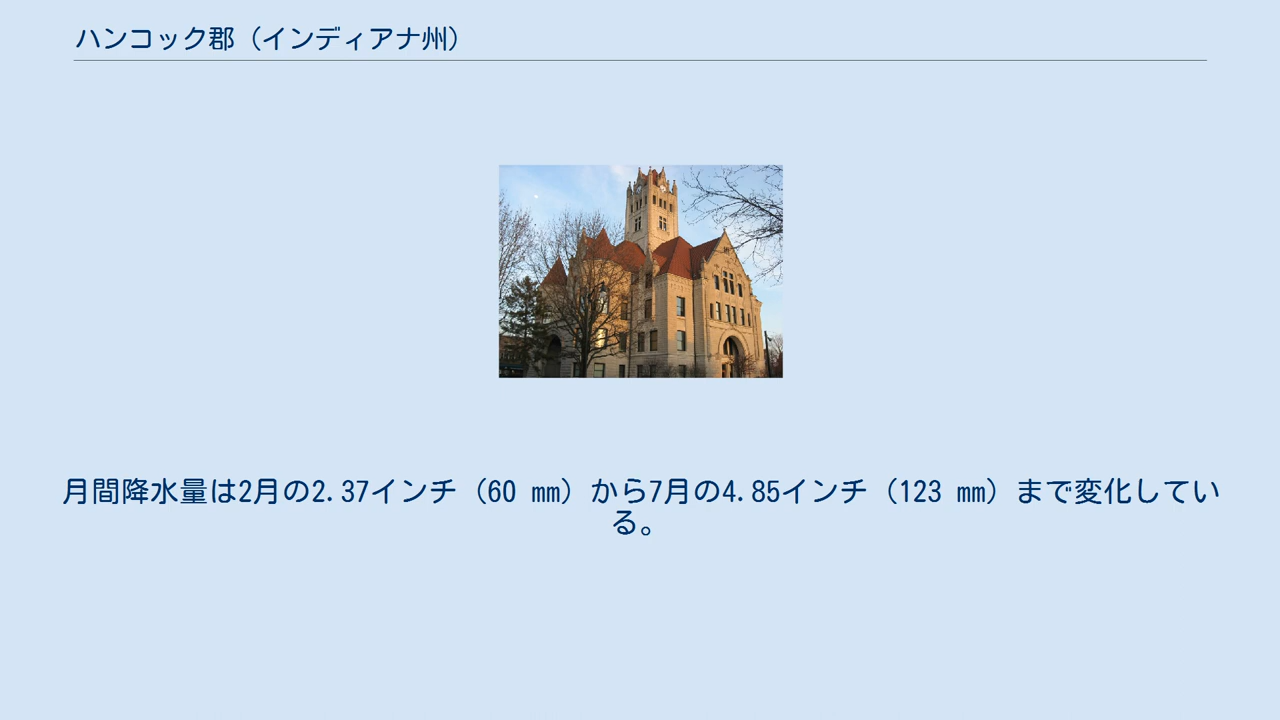 ハンコック郡（インディアナ州）
月間降水量は2月の2.37インチ（60 mm）から7月の4.85インチ（123 mm）まで変化してい
る。